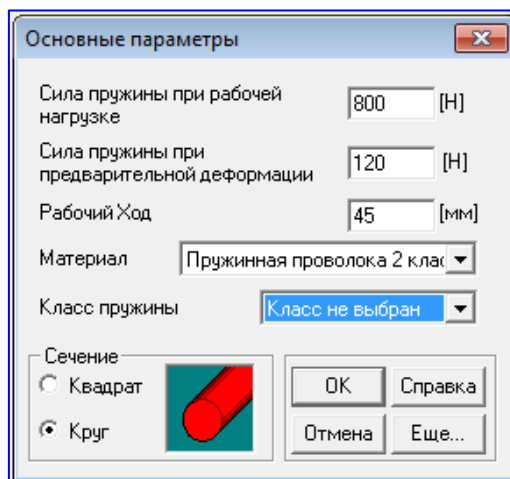 Основные параметры
Сила пружины при рабочей
нагрузке
800 [Н]
Сила пружины при
предварительной деформации
120 [Н]
Рабочий Ход
45 [мм]
Материал Пружинная проволока 2 клас
Класс пружины Класс не выбран
Сечение
Квадрат
Круг
OK Справка
Отмена Еще...